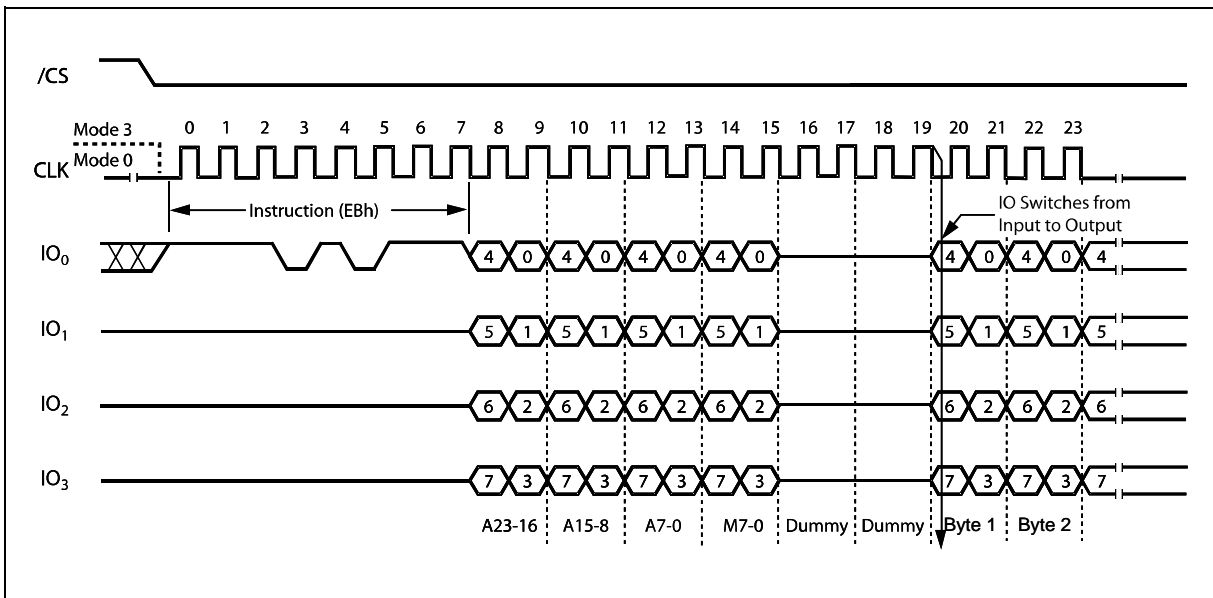 /CS
Mode 3
0 1 2 3 4 5 6 7 8 9 10 11 12 13 14 15 16 17 18 19 20 21 22 23
Mode 0
CLK
Instruction (EBh)
IO Switches from
Input to Output
IO0
4 0 4 0 4 0 4 0 4 0 4 0 4
IO1
5 1 5 1 5 1 5 1 5 1 5 1 5
IO2
6 2 6 2 6 2 6 2 6 2 6 2 6
IO3
7 3 7 3 7 3 7 3 7 3 7 3 7
A23-16 A15-8 A7-0 M7-0 Dummy Dummy Byte 1 Byte 2